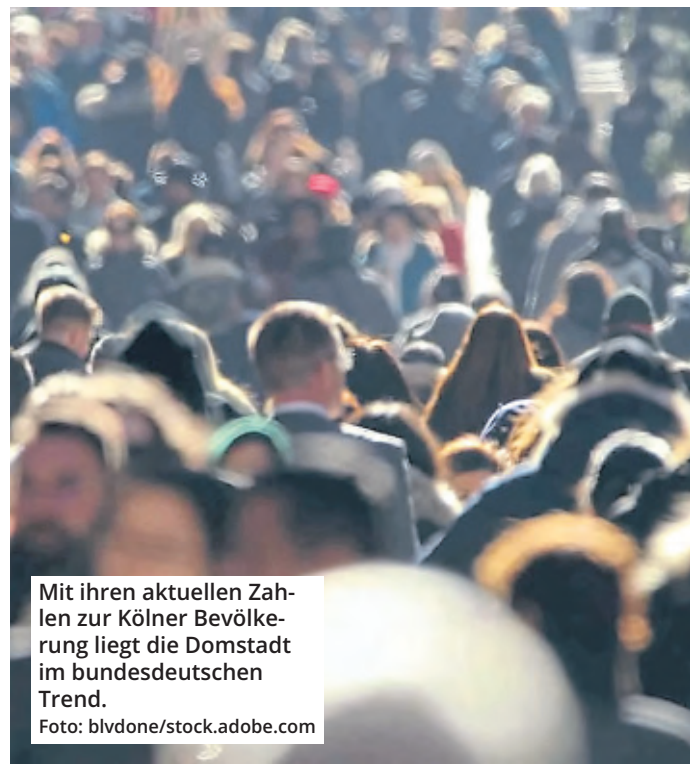 Mit ihren aktuellen Zah-
len zur Kölner Bevölke-
rung liegt die Domstadt
im bundesdeutschen
Trend.
Foto: blvdone/stock.adobe.com